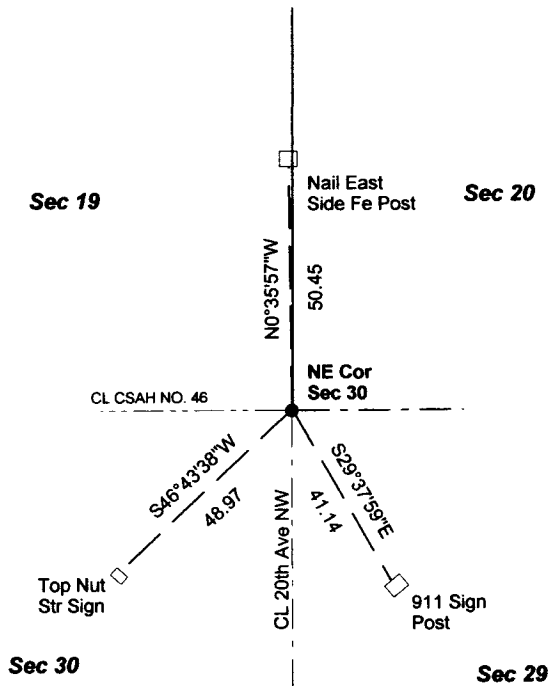 Nail East
Side Fe Post
Sec 19
Sec 20
N0°35'57"W
50.45
NE Cor
Sec 30
CL CSAH NO. 46
S46°43'38"W
48.97
S29°37'59"E
41.14
CL 20th Ave NW
Top Nut
Str Sign
911 Sign
Post
Sec 30
Sec 29